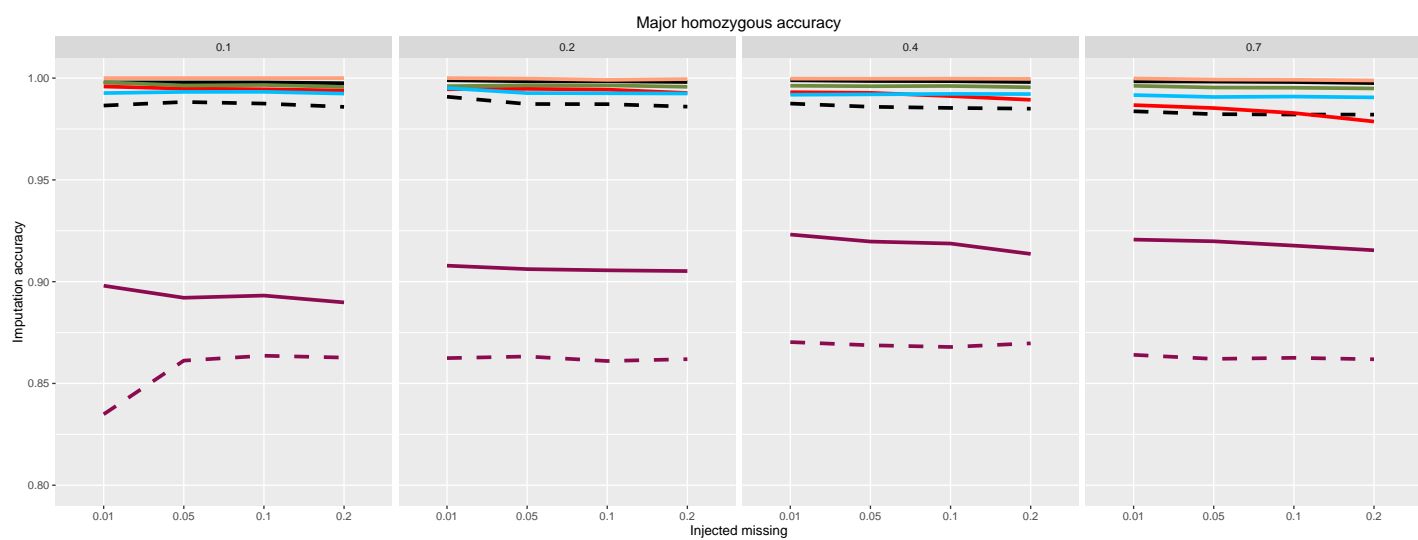 Major homozygous accuracy
0.1 0.2 0.4 0.7
1.00
0.95
0.90
0.85
0.80
Imputation accuracy
0.01 0.05 0.1 0.2 0.01 0.05 0.1 0.2 0.01 0.05 0.1 0.2 0.01 0.05 0.1 0.2
Injected missing